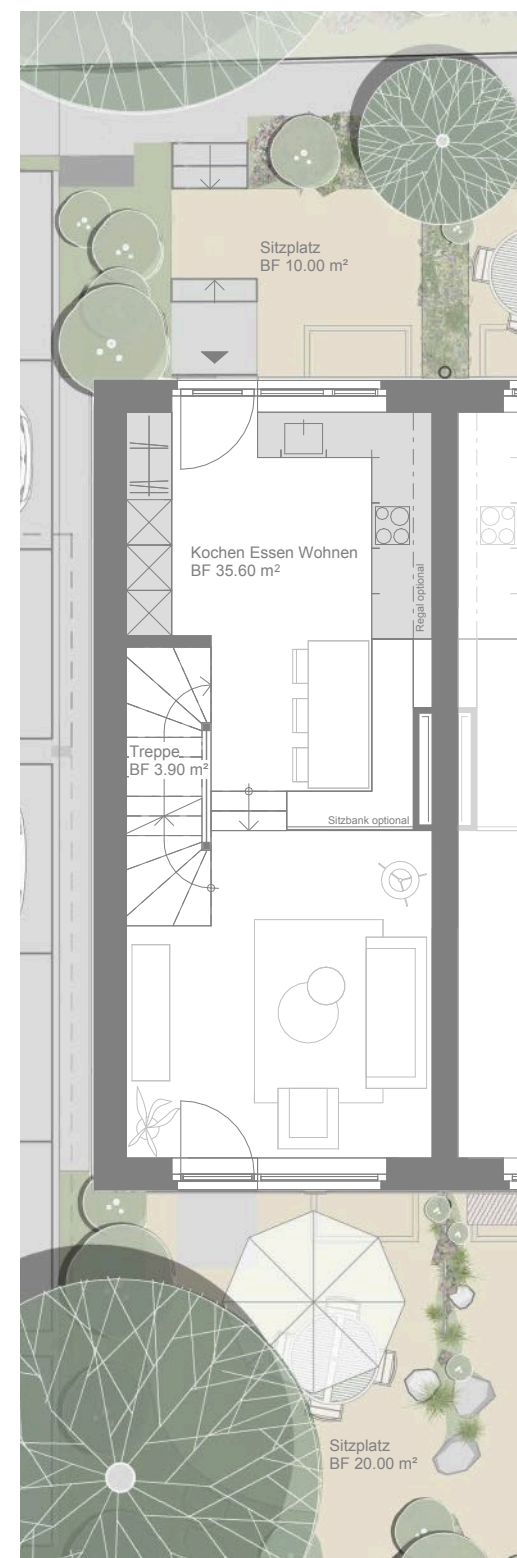 Sitzplatz
BF 10.00 m²
Kochen Essen Wohnen
BF 35.60 m²
Regal optional
Treppe
BF 3.90 m²
Sitzbank optional
Sitzplatz
BF 20.00 m²